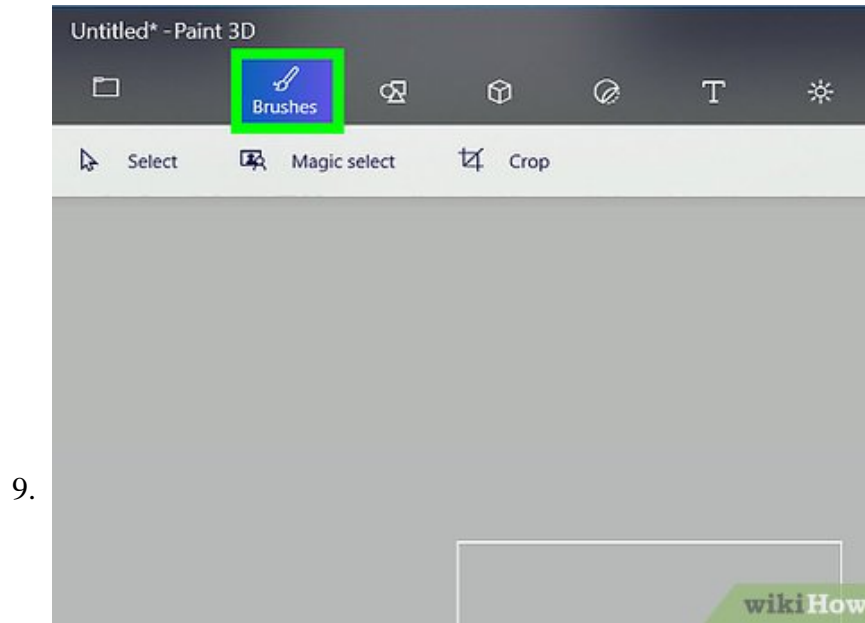 Untitled* - Paint 3D
Brushes
T
Select Magic select Crop
9.
wikiHow